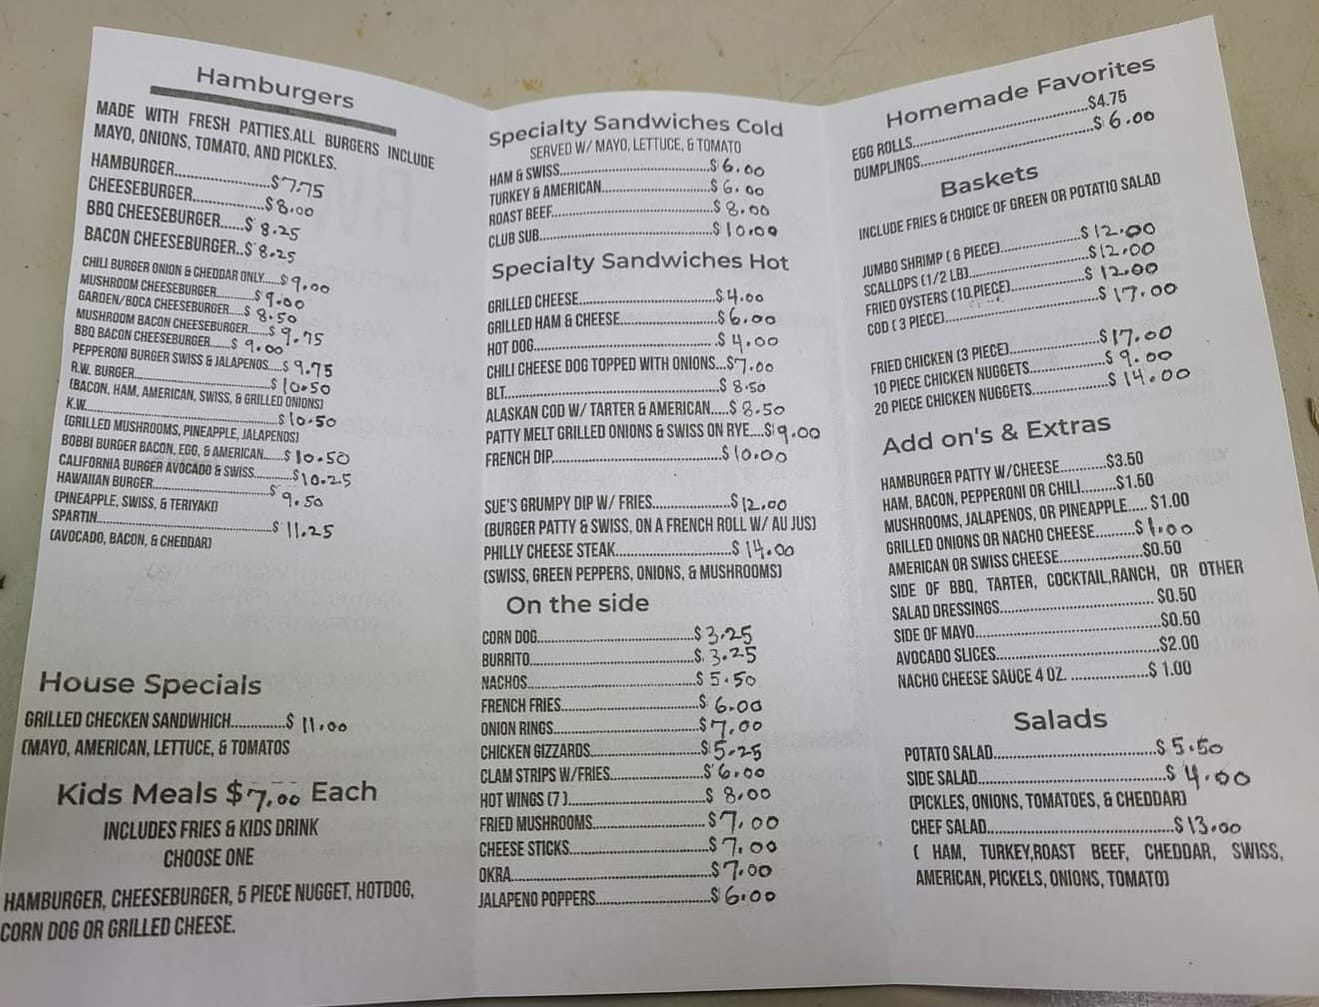 Hamburgers
MADE WITH FRESH PATTIES.ALL BURGERS INCLUDE
MAYO, ONIONS, TOMATO, AND PICKLES.
HAMBURGER....................$7.75
CHEESEBURGER...............$8.00
BBQ CHEESEBURGER......$8.25
BACON CHEESEBURGER..$8.25
CHILI BURGER ONION & CHEDDAR ONLY.....$9.00
MUSHROOM CHEESEBURGER...........$9.00
GARDEN/BOCA CHEESEBURGER....$8.50
MUSHROOM BACON CHEESEBURGER......$9.75
BBQ BACON CHEESEBURGER.......$9.00
PEPPERONI BURGER SWISS & JALAPENOS....$9.75
R.W. BURGER........................................$10.50
(BACON, HAM, AMERICAN, SWISS, & GRILLED ONIONS)
K.W..........................................................$10.50
(GRILLED MUSHROOMS, PINEAPPLE, JALAPENOS)
BOBBI BURGER BACON, EGG, & AMERICAN......$10.50
CALIFORNIA BURGER AVOCADO & SWISS...........$10.25
HAWAIIAN BURGER...................................$9.50
(PINEAPPLE, SWISS, & TERIYAKI)
SPARTIN.....................................................$11.25
(AVOCADO, BACON, & CHEDDAR)
House Specials
GRILLED CHECKEN SANDWHICH.............$11.00
(MAYO, AMERICAN, LETTUCE, & TOMATOS
Kids Meals $7.00 Each
INCLUDES FRIES & KIDS DRINK
CHOOSE ONE
HAMBURGER, CHEESEBURGER, 5 PIECE NUGGET, HOTDOG,
CORN DOG OR GRILLED CHEESE.
Specialty Sandwiches Cold
SERVED W/ MAYO, LETTUCE, & TOMATO
HAM & SWISS.......................................$6.00
TURKEY & AMERICAN............................$6.00
ROAST BEEF.........................................$8.00
CLUB SUB.............................................$10.00
Specialty Sandwiches Hot
GRILLED CHEESE...................................$4.00
GRILLED HAM & CHEESE.........................$6.00
HOT DOG..............................................$4.00
CHILI CHEESE DOG TOPPED WITH ONIONS...$7.00
BLT.......................................................$8.50
ALASKAN COD W/ TARTER & AMERICAN.....$8.50
PATTY MELT GRILLED ONIONS & SWISS ON RYE....$9.00
FRENCH DIP...........................................$10.00
SUE'S GRUMPY DIP W/ FRIES....................$12.00
(BURGER PATTY & SWISS, ON A FRENCH ROLL W/ AU JUS)
PHILLY CHEESE STEAK.............................$14.00
(SWISS, GREEN PEPPERS, ONIONS, & MUSHROOMS)
On the side
CORN DOG.........................................$3.25
BURRITO...........................................$.3.25
NACHOS............................................$5.50
FRENCH FRIES....................................$6.00
ONION RINGS.....................................$7.00
CHICKEN GIZZARDS.............................$5.25
CLAM STRIPS W/FRIES........................$6.00
HOT WINGS (7 )...................................$8.00
FRIED MUSHROOMS.............................$7.00
CHEESE STICKS...................................$7.00
OKRA..................................................$7.00
JALAPENO POPPERS.............................$6.00
Homemade Favorites
EGG ROLLS.....................................$4.75
DUMPLINGS....................................$6.00
Baskets
INCLUDE FRIES & CHOICE OF GREEN OR POTATIO SALAD
JUMBO SHRIMP ( 6 PIECE)....................$12.00
SCALLOPS (1/2 LB)..............................$12.00
FRIED OYSTERS (10 PIECE)..................$12.00
COD ( 3 PIECE).....................................$17.00
FRIED CHICKEN (3 PIECE).....................$17.00
10 PIECE CHICKEN NUGGETS..................$9.00
20 PIECE CHICKEN NUGGETS..................$14.00
Add on's & Extras
HAMBURGER PATTY W/CHEESE............$3.50
HAM, BACON, PEPPERONI OR CHILI.........$1.50
MUSHROOMS, JALAPENOS, OR PINEAPPLE..... $1.00
GRILLED ONIONS OR NACHO CHEESE..........$1.00
AMERICAN OR SWISS CHEESE.....................$0.50
SIDE OF BBQ, TARTER, COCKTAIL,RANCH, OR OTHER
SALAD DRESSINGS....................................... $0.50
SIDE OF MAYO...............................................$0.50
AVOCADO SLICES..........................................$2.00
NACHO CHEESE SAUCE 4 OZ. ...................$ 1.00
Salads
POTATO SALAD.........................................$5.50
SIDE SALAD................................................$4.00
(PICKLES, ONIONS, TOMATOES, & CHEDDAR)
CHEF SALAD...............................................$13.00
( HAM, TURKEY,ROAST BEEF, CHEDDAR, SWISS,
AMERICAN, PICKELS, ONIONS, TOMATO)